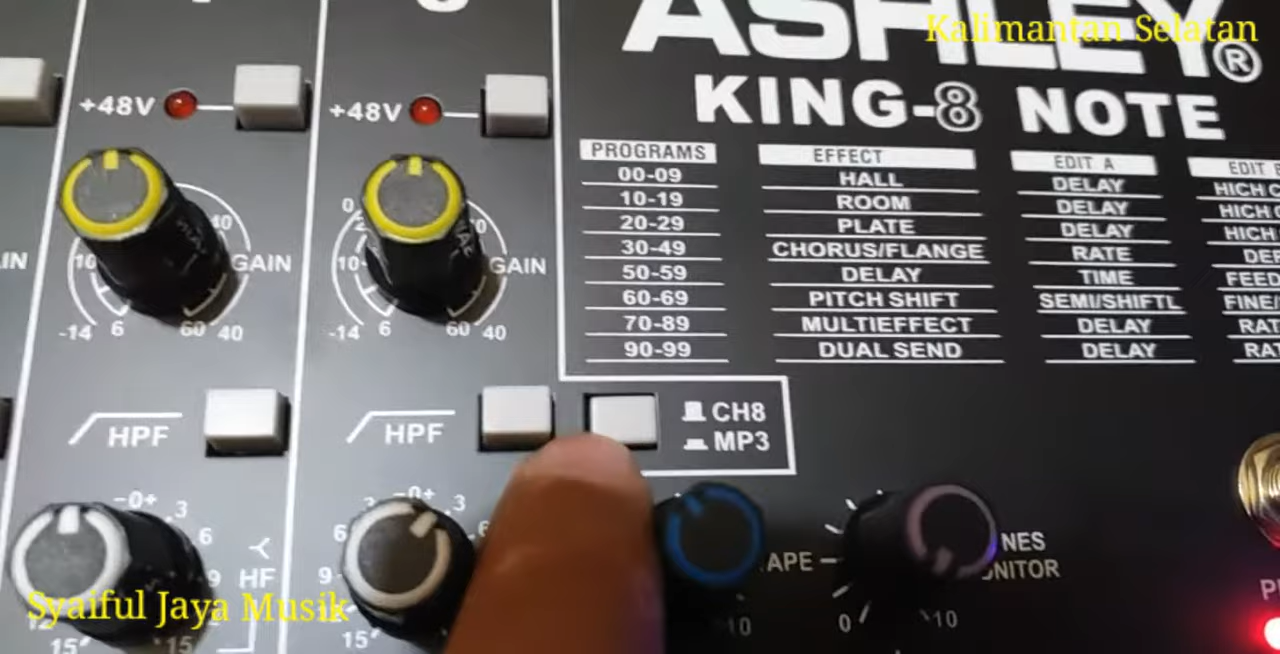 ASHLEY®
Kalimantan Selatan
KING-8 NOTE
+48V
+48V
PROGRAMS EFFECT EDIT A EDIT
00-09 HALL DELAY HIGH
10-19 ROOM DELAY HIGH
20-29 PLATE DELAY HIGH
30-49 CHORUS/FLANGE RATE
50-59 DELAY TIME
60-69 PITCH SHIFT SEMI/SHIFTL
70-89 MULTIEFFECT DELAY
90-99 DUAL SEND DELAY
40
10
GAIN
-14 6 60 40
0
10
GAIN
-14 6 60 40
HPF
HPF
CH8
MP3
-0+ 3
6
9
HF
15 15
-0+ 3
6
9
15
10
0 10
Syaiful Jaya Musik